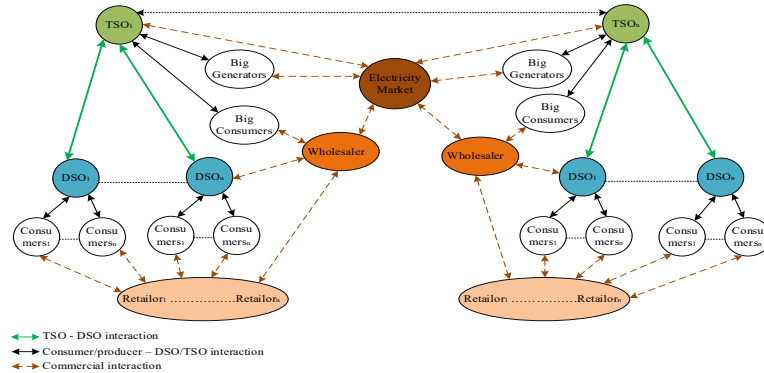 TSO₁
TSOₙ
Big
Generators
Electricity
Market
Big
Generators
Big
Consumers
Big
Consumers
Wholesaler
Wholesaler
DSO₁
DSOₙ
DSO₁
DSOₙ
Consu
mers₁
Consu
mersₙ
Consu
mers₁
Consu
mersₙ
Consu
mers₁
Consu
mersₙ
Consu
mers₁
Consu
mersₙ
Retailor₁ .....................Retailorₙ
Retailor₁ .....................Retailorₙ
TSO - DSO interaction
Consumer/producer – DSO/TSO interaction
Commercial interaction